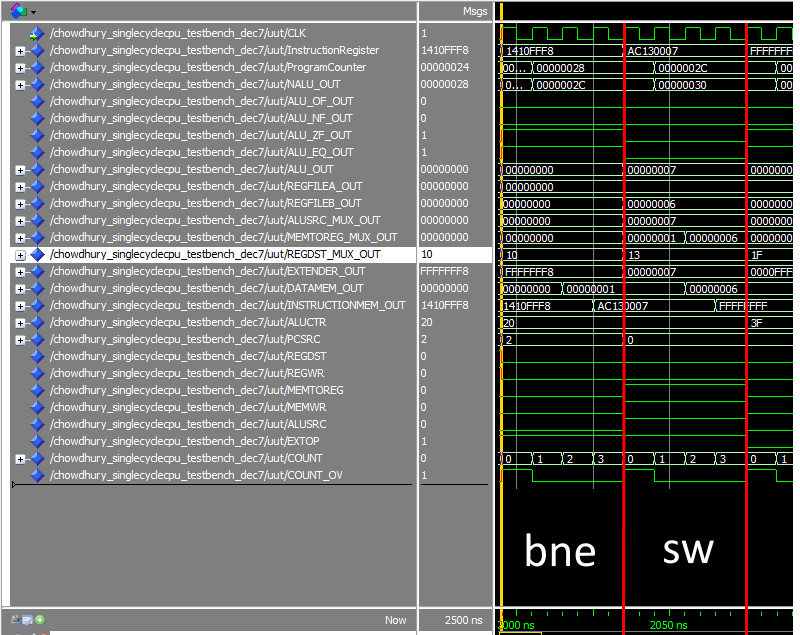 Msgs
/chowdhury_singlecyclecpu_testbench_dec7/uut/CLK 1
/chowdhury_singlecyclecpu_testbench_dec7/uut/InstructionRegister 1410FFF8 1410FFF8 AC130007 FFFFFFFF
/chowdhury_singlecyclecpu_testbench_dec7/uut/ProgramCounter 00000024 00... 00000028 0000002C 00
/chowdhury_singlecyclecpu_testbench_dec7/uut/NALU_OUT 00000028 00... 0000002C 00000030 00
/chowdhury_singlecyclecpu_testbench_dec7/uut/ALU_OF_OUT 0
/chowdhury_singlecyclecpu_testbench_dec7/uut/ALU_NF_OUT 0
/chowdhury_singlecyclecpu_testbench_dec7/uut/ALU_ZF_OUT 1
/chowdhury_singlecyclecpu_testbench_dec7/uut/ALU_EQ_OUT 1
/chowdhury_singlecyclecpu_testbench_dec7/uut/ALU_OUT 00000000 00000000 00000007 0000000
/chowdhury_singlecyclecpu_testbench_dec7/uut/REGFILEA_OUT 00000000 00000000
/chowdhury_singlecyclecpu_testbench_dec7/uut/REGFILEB_OUT 00000000 00000000 00000006 0000000
/chowdhury_singlecyclecpu_testbench_dec7/uut/ALUSRC_MUX_OUT 00000000 00000000 00000007 0000000
/chowdhury_singlecyclecpu_testbench_dec7/uut/MEMTOREG_MUX_OUT 00000000 00000000 00000001 00000006 0000000
/chowdhury_singlecyclecpu_testbench_dec7/uut/REGDST_MUX_OUT 10 10 13 1F
/chowdhury_singlecyclecpu_testbench_dec7/uut/EXTENDER_OUT FFFFFFF8 FFFFFFF8 00000007 0000FFF
/chowdhury_singlecyclecpu_testbench_dec7/uut/DATAMEM_OUT 00000000 00000000 00000001 00000006
/chowdhury_singlecyclecpu_testbench_dec7/uut/INSTRUCTIONMEM_OUT 1410FFF8 1410FFF8 AC130007 FFFFFFFF
/chowdhury_singlecyclecpu_testbench_dec7/uut/ALUCTR 20 20 3F
/chowdhury_singlecyclecpu_testbench_dec7/uut/PCSRC 2 2 0
/chowdhury_singlecyclecpu_testbench_dec7/uut/REGDST 0
/chowdhury_singlecyclecpu_testbench_dec7/uut/REGWR 0
/chowdhury_singlecyclecpu_testbench_dec7/uut/MEMTOREG 0
/chowdhury_singlecyclecpu_testbench_dec7/uut/MEMWR 0
/chowdhury_singlecyclecpu_testbench_dec7/uut/ALUSRC 0
/chowdhury_singlecyclecpu_testbench_dec7/uut/EXTOP 1
/chowdhury_singlecyclecpu_testbench_dec7/uut/COUNT 0 0 1 2 3 0 1 2 3 0 1
/chowdhury_singlecyclecpu_testbench_dec7/uut/COUNT_OV 1
bne sw
Now 2500 ns 2000 ns 2050 ns